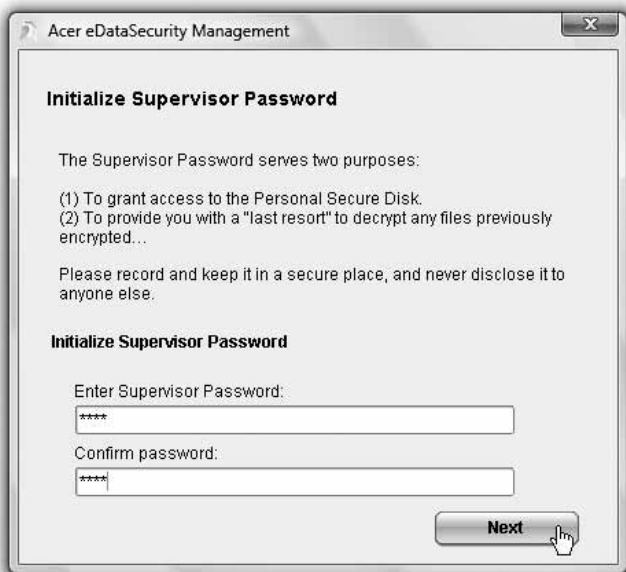 Acer eDataSecurity Management
x
Initialize Supervisor Password
The Supervisor Password serves two purposes:
(1) To grant access to the Personal Secure Disk.
(2) To provide you with a "last resort" to decrypt any files previously
encrypted...
Please record and keep it in a secure place, and never disclose it to
anyone else.
Initialize Supervisor Password
Enter Supervisor Password:
****
Confirm password:
****
Next